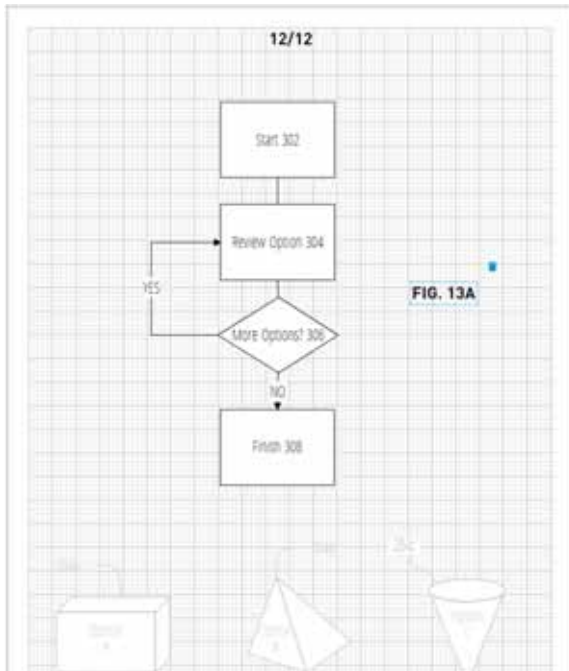 12/12
Start 302
Review Option 304
FIG. 13A
YES
More Options? 306
NO
Finish 308